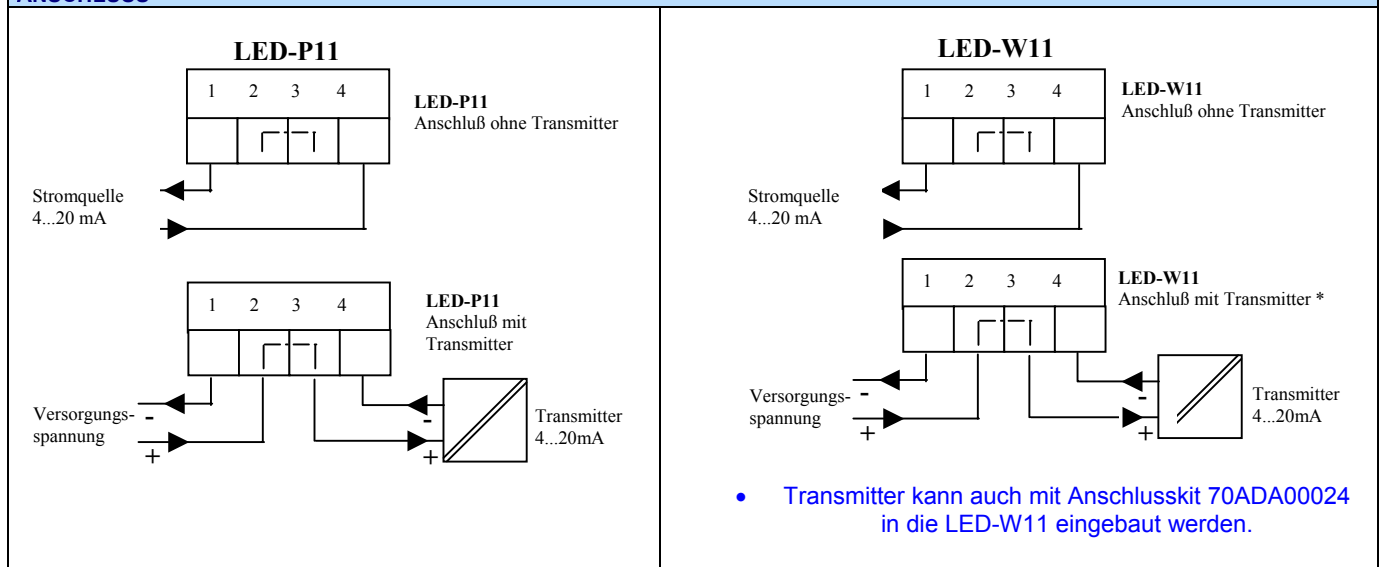 ANSCHLUSS
LED-P11
1 2 3 4
LED-P11
Anschluß ohne Transmitter
Stromquelle
4...20 mA
1 2 3 4
LED-P11
Anschluß mit
Transmitter
Versorgungs-
spannung
-
+
-
+
Transmitter
4...20mA
LED-W11
1 2 3 4
LED-W11
Anschluß ohne Transmitter
Stromquelle
4...20 mA
1 2 3 4
LED-W11
Anschluß mit Transmitter *
Versorgungs-
spannung
-
+
-
+
Transmitter
4...20mA
• Transmitter kann auch mit Anschlusskit 70ADA00024
in die LED-W11 eingebaut werden.